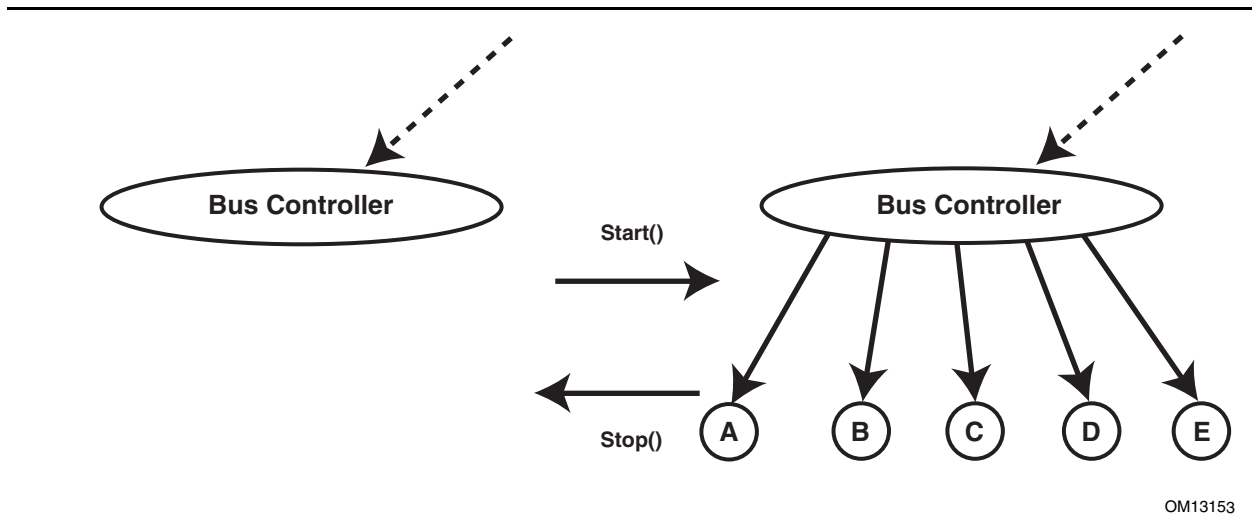 Bus Controller
Bus Controller
Start()
Stop()
A
B
C
D
E
OM13153